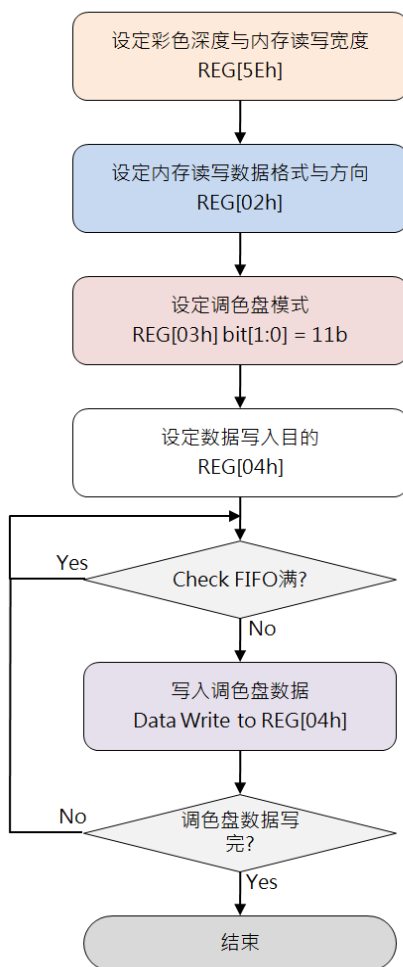 设定彩色深度与内存读写宽度
REG[5Eh]
设定内存读写数据格式与方向
REG[02h]
设定调色盘模式
REG[03h] bit[1:0] = 11b
设定数据写入目的
REG[04h]
Yes
Check FIFO满?
No
写入调色盘数据
Data Write to REG[04h]
No
调色盘数据写
完?
Yes
结束